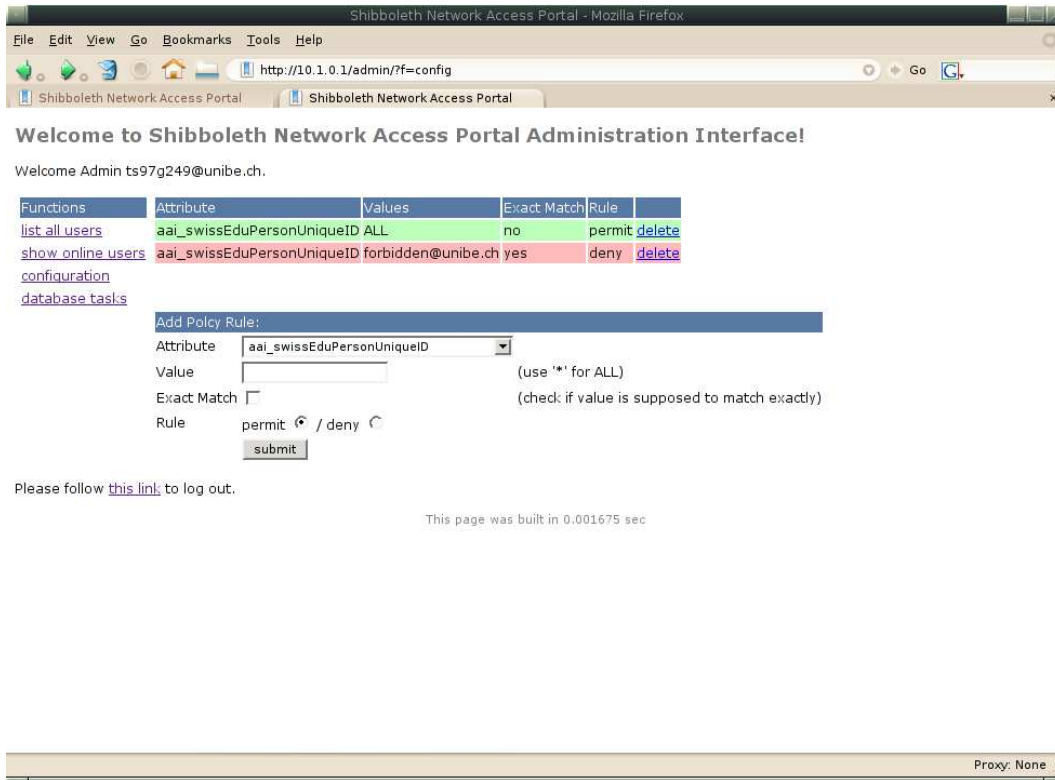 Shibboleth Network Access Portal - Mozilla Firefox
File Edit View Go Bookmarks Tools Help
http://10.1.0.1/admin/?f=config Go G
Shibboleth Network Access Portal Shibboleth Network Access Portal x
Welcome to Shibboleth Network Access Portal Administration Interface!
Welcome Admin ts97g249@unibe.ch.
Functions Attribute Values Exact Match Rule
list all users aai_swissEduPersonUniqueID ALL no permit delete
show online users aai_swissEduPersonUniqueID forbidden@unibe.ch yes deny delete
configuration
database tasks
Add Polcy Rule:
Attribute aai_swissEduPersonUniqueID
Value (use '*' for ALL)
Exact Match (check if value is supposed to match exactly)
Rule permit / deny
submit
Please follow this link to log out.
This page was built in 0.001675 sec
Proxy: None